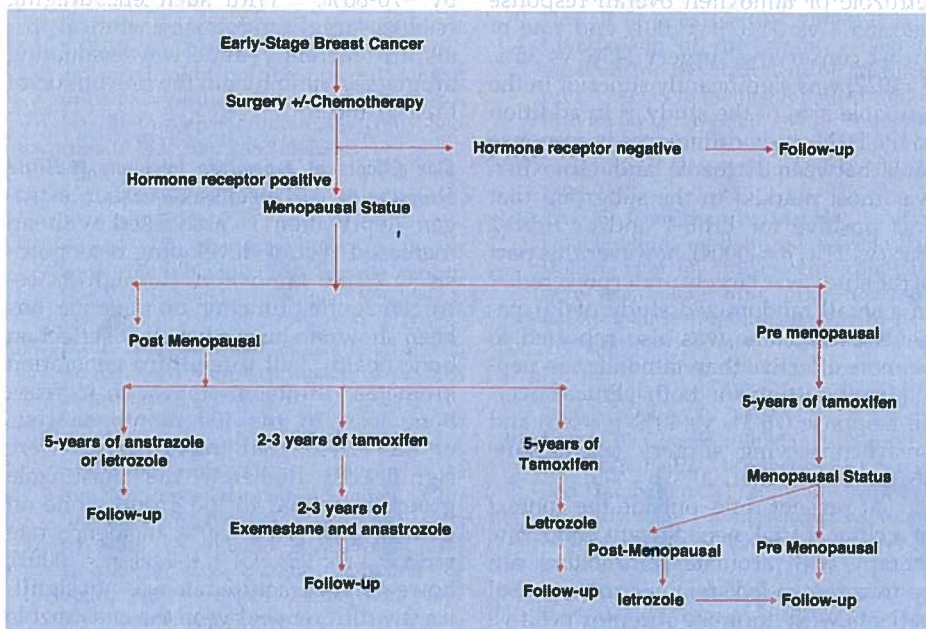 Early-Stage Breast Cancer
Surgery +/-Chemotherapy
Hormone receptor negative
Follow-up
Hormone receptor positive
Menopausal Statue
Post Menopausal
Pre menopausal
5-years of anstrazole
or letrozole
Follow-up
2-3 years of tamoxifen
2-3 years of
Exemestane and anastrozole
Follow-up
5-years of
Tsmoxifen
Letrozole
Follow-up
5-years of tamoxifen
Menopausal Status
Post-Menopausal
Pre Menopausal
letrozole
Follow-up